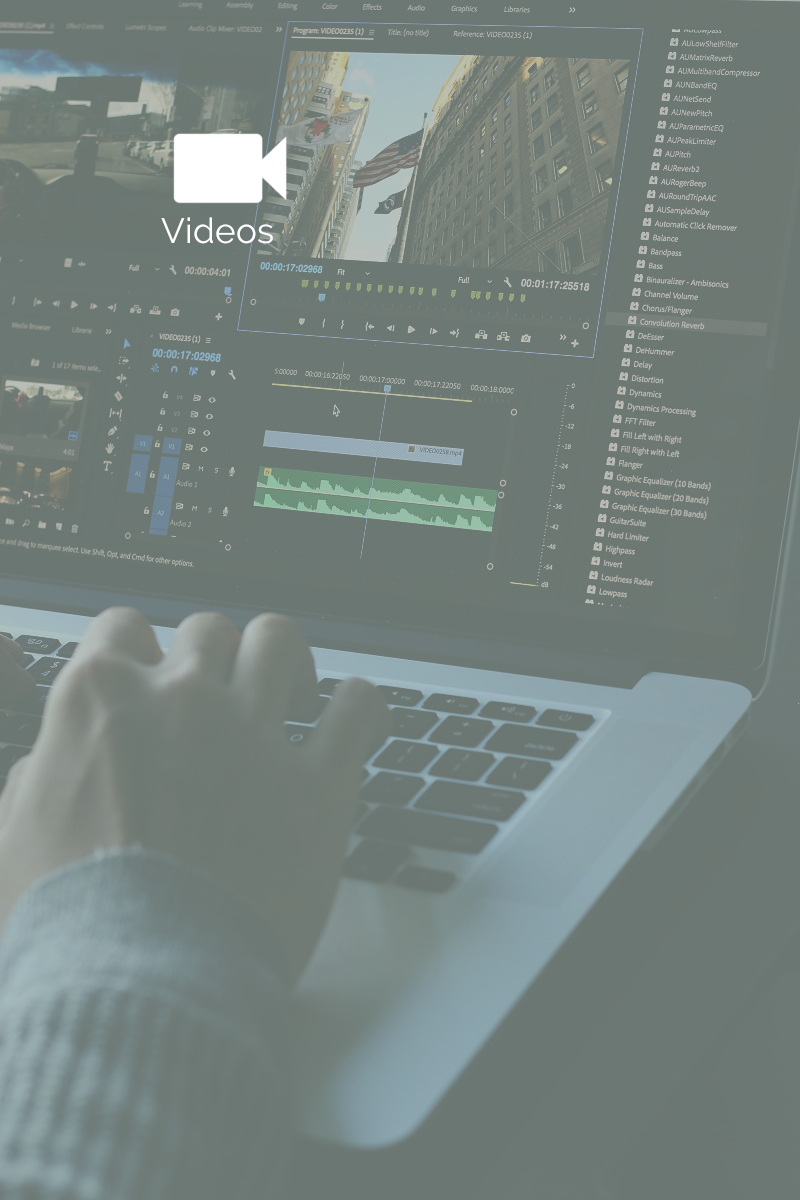 Learning Assembly Editing Color Effects Audio Graphics Libraries
Effect Controls Lumetri Scopes Audio Clip Mixer: VIDEO02
Program: VIDEO0235 (1) Title: (no title) Reference: VIDEO0235 (1)
Videos
Full 00:00:04:01
00:00:17:02968 Fit Full 00:01:17:25518
Media Browser Libraries
1 of 17 items sele...
4:01
VIDEO0235 (1)
00:00:17:02968
00:00:16:22050 00:00:17:00000 00:00:17:22050 00:00:18:0000
V3
V2
V1 V1
VIDEO0258.mp4
A1 A1 M S
Audio 1
A2 M S
Audio 2
0
-6
-12
-18
-24
-30
-36
-42
-48
-54
dB
ce and drag to marquee select. Use Shift, Opt, and Cmd for other options.
AULowpass
AULowShelfFilter
AUMatrixReverb
AUMultibandCompressor
AUNBandEQ
AUNetSend
AUNewPitch
AUParametricEQ
AUPeakLimiter
AUPitch
AUReverb2
AURogerBeep
AURoundTripAAC
AUSampleDelay
Automatic Click Remover
Balance
Bandpass
Bass
Binauralizer - Ambisonics
Channel Volume
Chorus/Flanger
Convolution Reverb
DeEsser
DeHummer
Delay
Distortion
Dynamics
Dynamics Processing
FFT Filter
Fill Left with Right
Fill Right with Left
Flanger
Graphic Equalizer (10 Bands)
Graphic Equalizer (20 Bands)
Graphic Equalizer (30 Bands)
GuitarSuite
Hard Limiter
Highpass
Invert
Loudness Radar
Lowpass